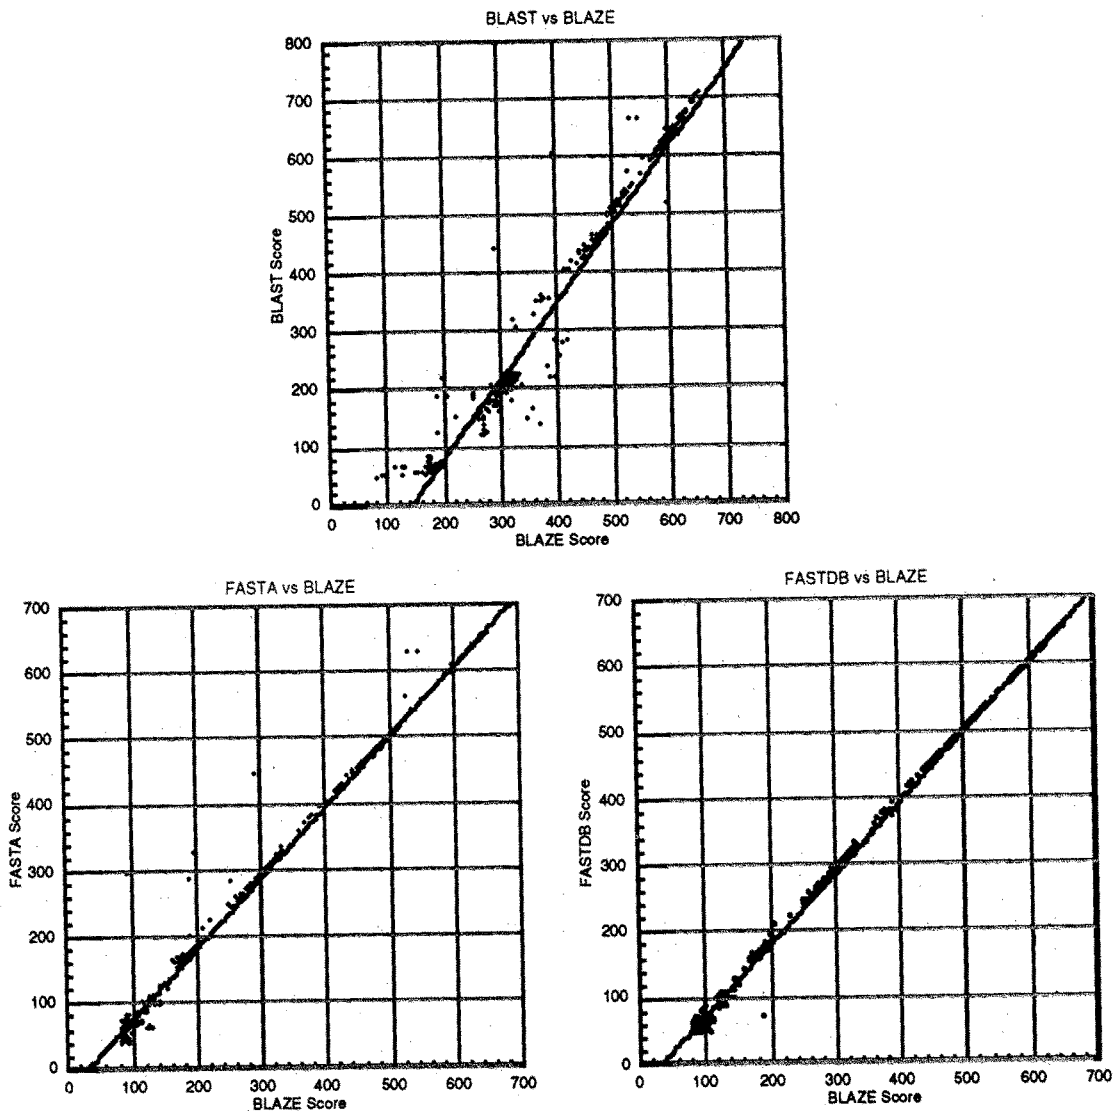 BLAST vs BLAZE
800
700
600
500
400
300
200
100
0
BLAST Score
0 100 200 300 400 500 600 700 800
BLAZE Score
FASTA vs BLAZE
700
600
500
400
300
200
100
0
FASTA Score
0 100 200 300 400 500 600 700
BLAZE Score
FASTDB vs BLAZE
700
600
500
400
300
200
100
0
FASTDB Score
0 100 200 300 400 500 600 700
BLAZE Score